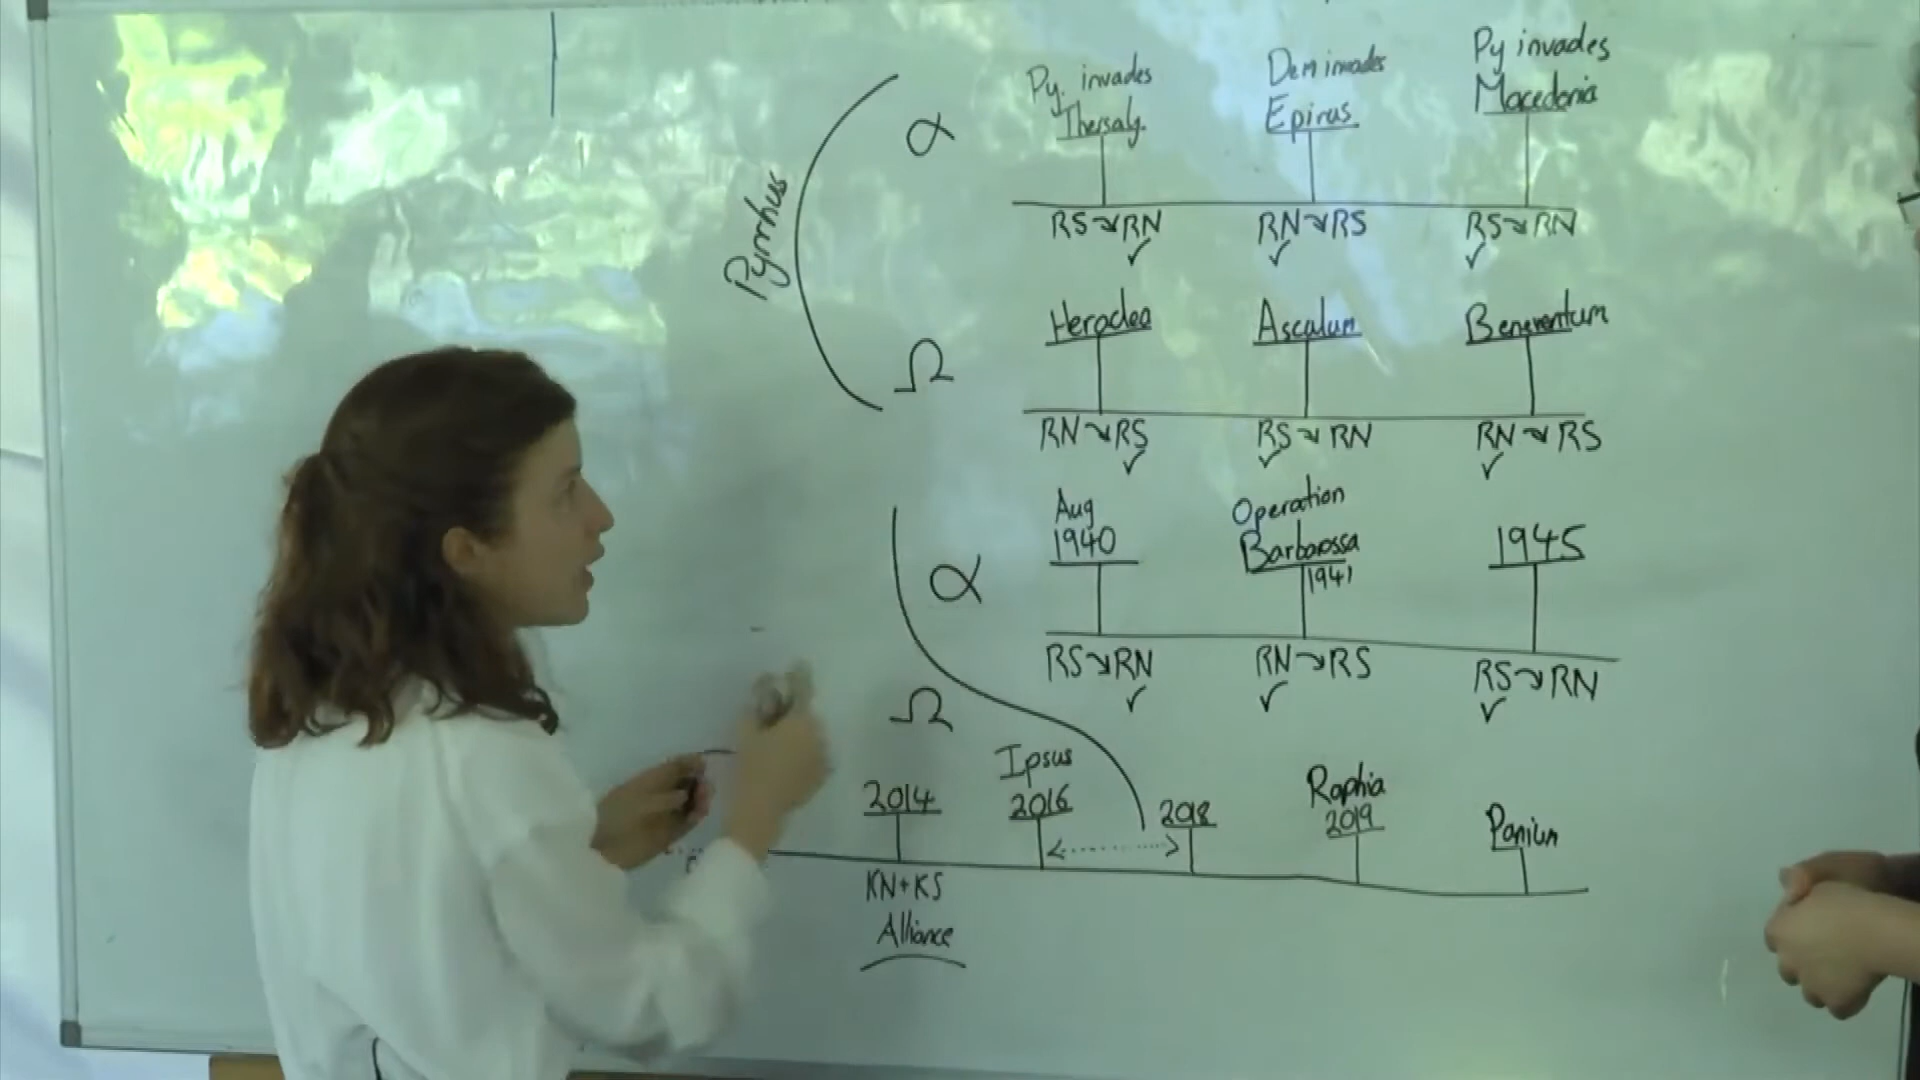 Pyrrhus
α
Py. invades
Thersaly.
Dem invades
Epirus
Py invades
Macedonia
RS→RN
✓
RN→RS
✓
RS→RN
✓
Ω
Heraclea
Ascalum
Beneventum
RN→RS
✓
RS→RN
✓
RN→RS
✓
α
Aug
1940
Operation
Barbarossa
1941
1945
RS→RN
✓
RN→RS
✓
RS→RN
✓
Ω
2014
Ipsus
2016
2018
Raphia
2019
Panium
KN+KS
Alliance